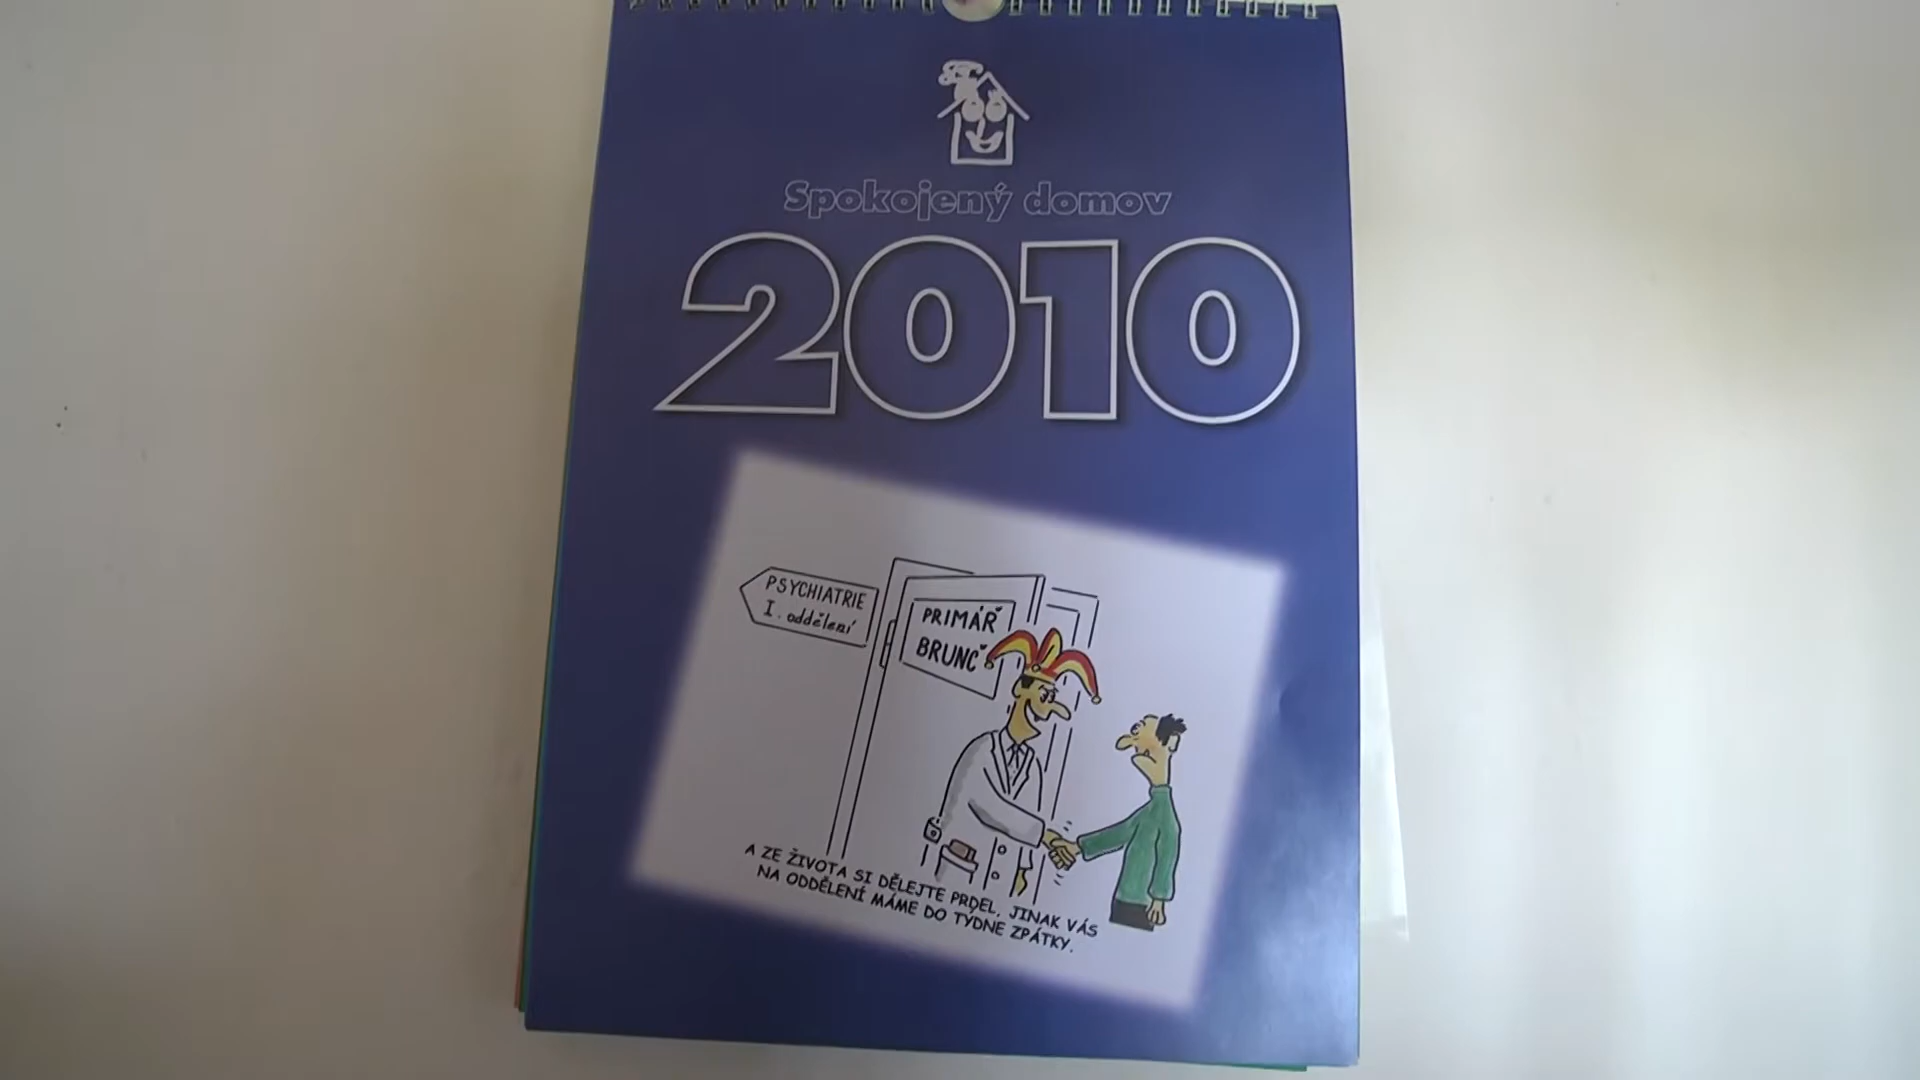 Spokojený domov
2010
PSYCHIATRIE
I. oddělení
PRIMÁŘ
BRUNČ
A ZE ŽIVOTA SI DĚLEJTE PRDEL, JINAK VÁS
NA ODDĚLENÍ MÁME DO TÝDNE ZPÁTKY.